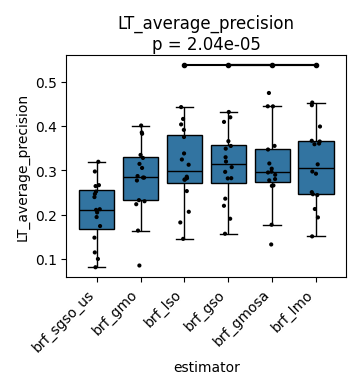 LT_average_precision
p = 2.04e-05
LT_average_precision
0.5
0.4
0.3
0.2
0.1
brf_sgso_us
brf_gmo
brf_lso
brf_gso
brf_gmosa
brf_lmo
estimator